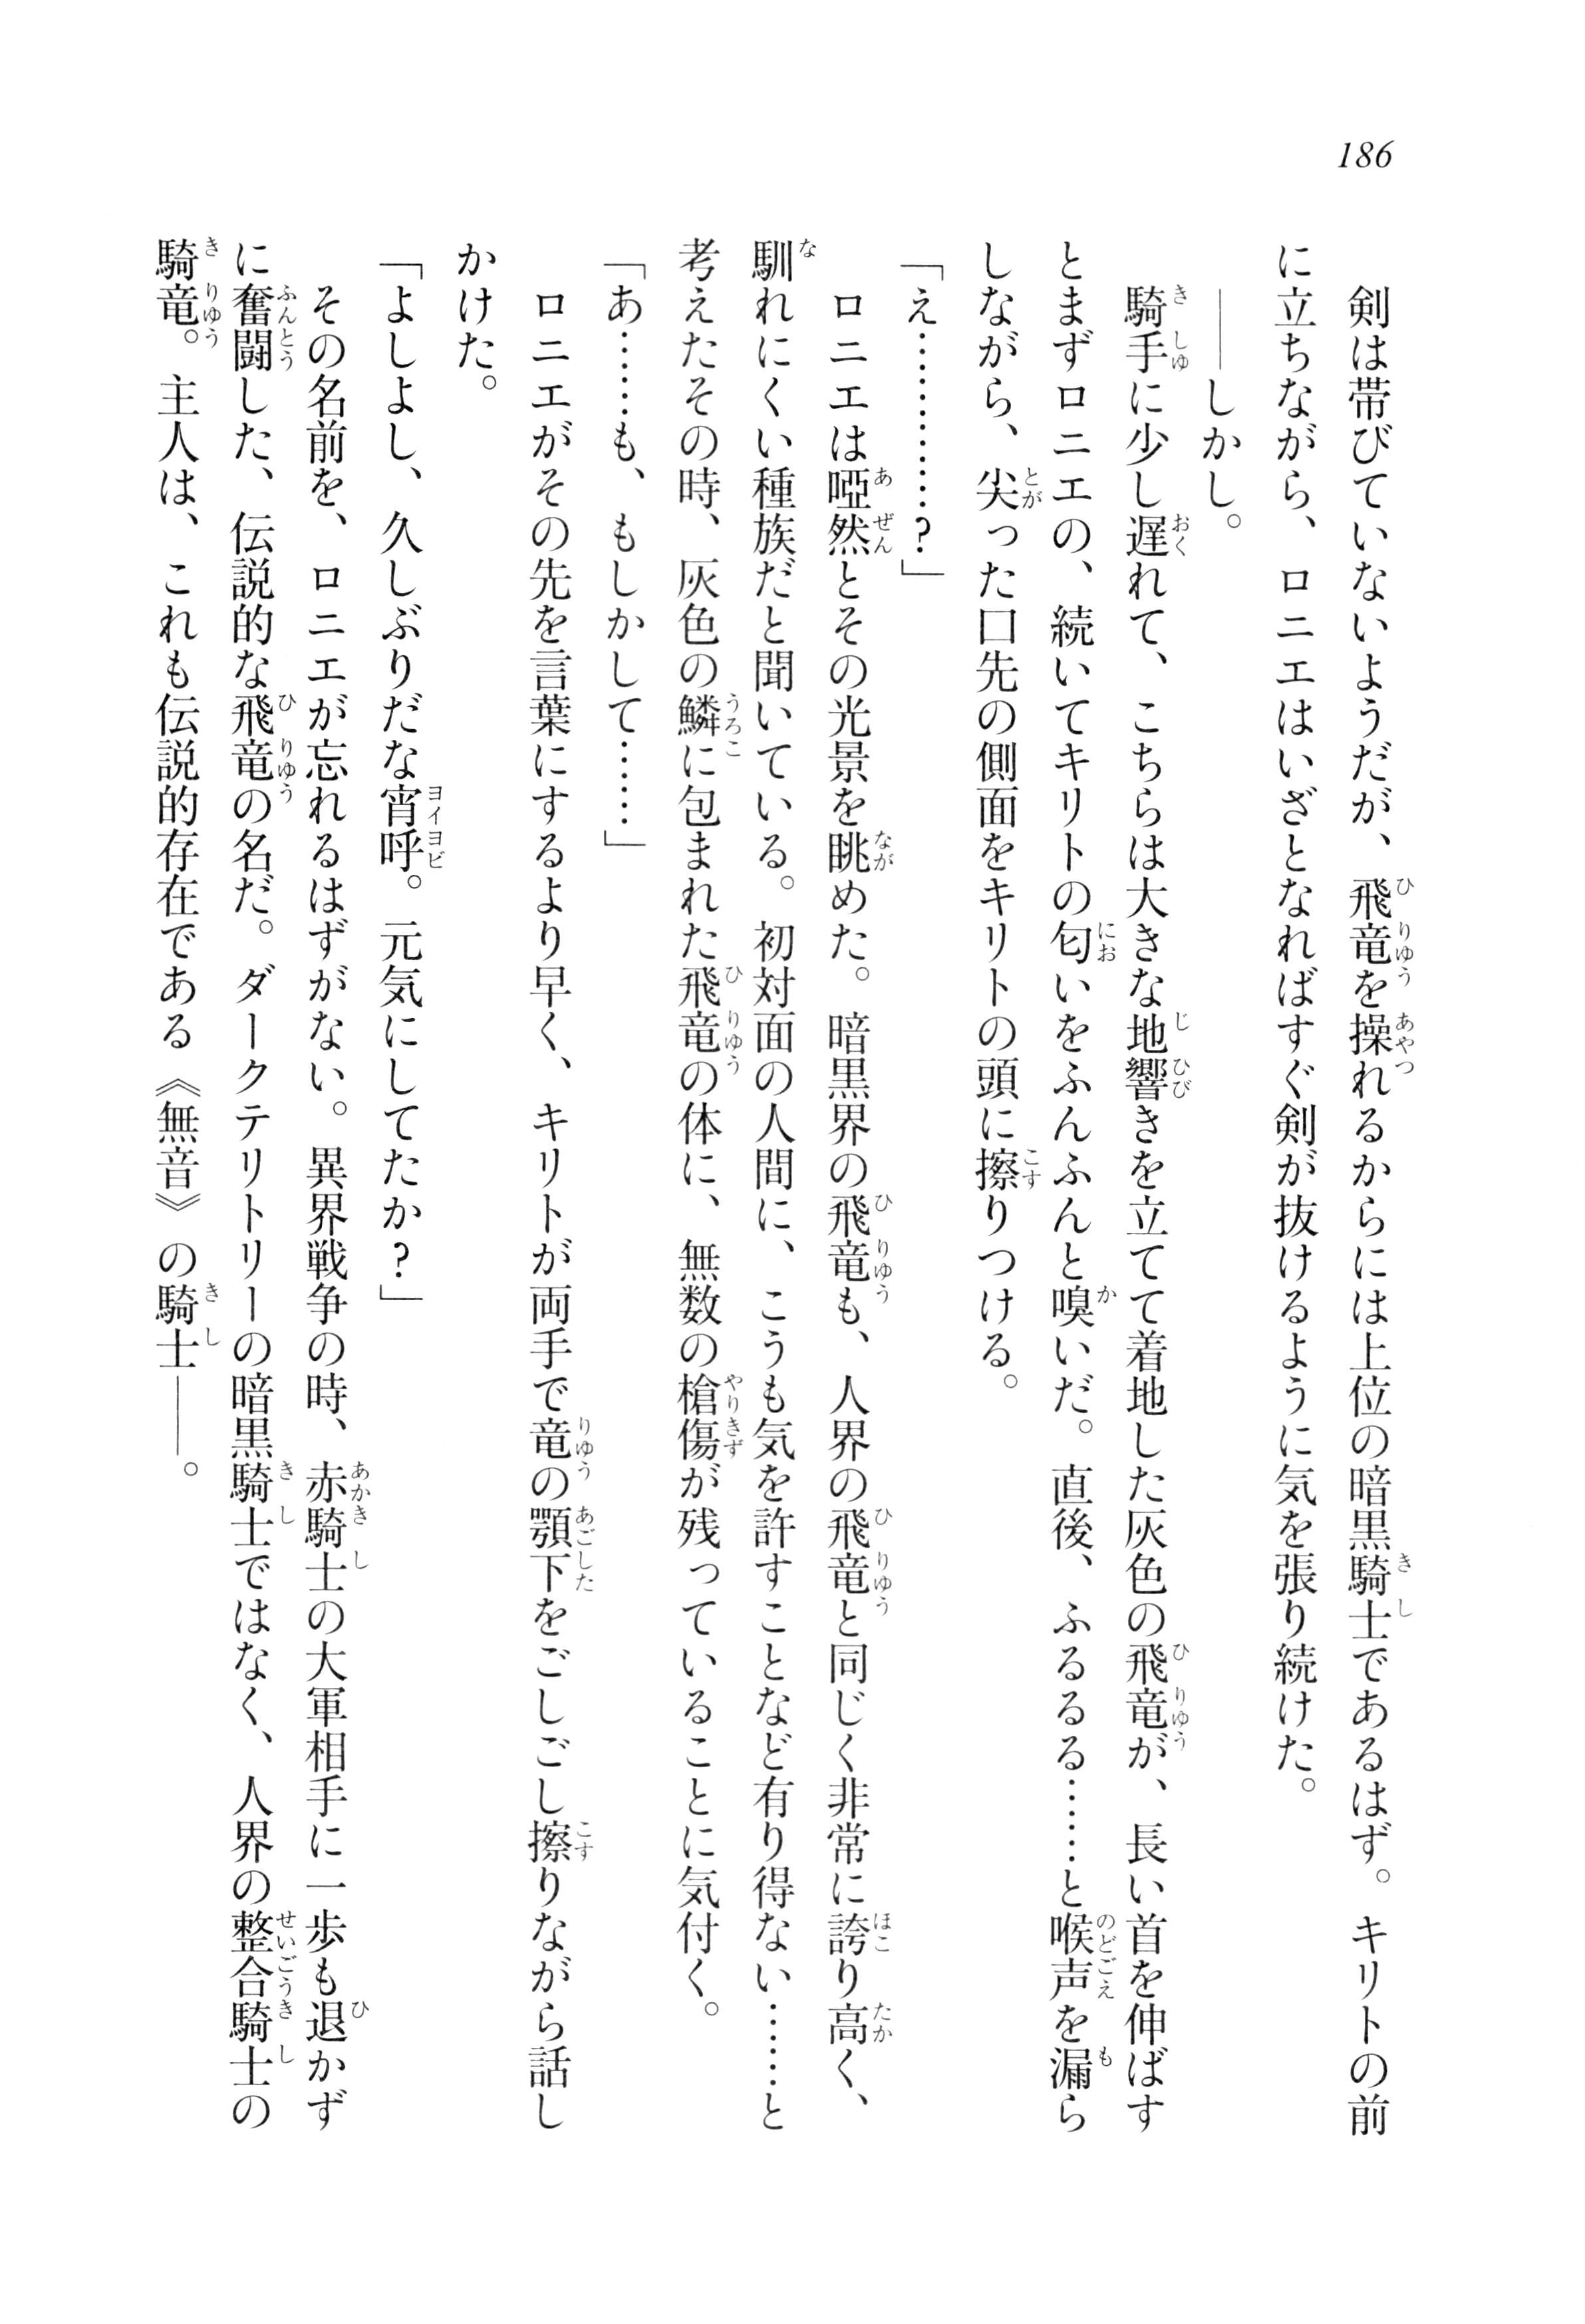 186
　剣は帯びていないようだが、飛竜を操れるからには上位の暗黒騎士であるはず。キリトの前
に立ちながら、ロニエはいざとなればすぐ剣が抜けるように気を張り続けた。
　――しかし。
　騎手に少し遅れて、こちらは大きな地響きを立てて着地した灰色の飛竜が、長い首を伸ばす
とまずロニエの、続いてキリトの匂いをふんふんと嗅いだ。直後、ふるるる……と喉声を漏ら
しながら、尖った口先の側面をキリトの頭に擦りつける。
「え…………？」
　ロニエは啞然とその光景を眺めた。暗黒界の飛竜も、人界の飛竜と同じく非常に誇り高く、
馴れにくい種族だと聞いている。初対面の人間に、こうも気を許すことなど有り得ない……と
考えたその時、灰色の鱗に包まれた飛竜の体に、無数の槍傷が残っていることに気付く。
「あ……も、もしかして……」
　ロニエがその先を言葉にするより早く、キリトが両手で竜の顎下をごしごし擦りながら話し
かけた。
「よしよし、久しぶりだな宵呼。元気にしてたか？」
　その名前を、ロニエが忘れるはずがない。異界戦争の時、赤騎士の大軍相手に一歩も退かず
に奮闘した、伝説的な飛竜の名だ。ダークテリトリーの暗黒騎士ではなく、人界の整合騎士の
騎竜。主人は、これも伝説的存在である《無音》の騎士――。